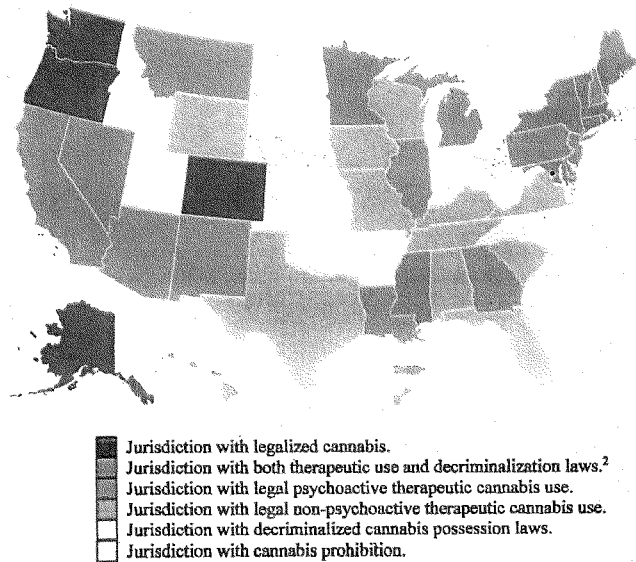 Jurisdiction with legalized cannabis.
Jurisdiction with both therapeutic use and decriminalization laws.²
Jurisdiction with legal psychoactive therapeutic cannabis use.
Jurisdiction with legal non-psychoactive therapeutic cannabis use.
Jurisdiction with decriminalized cannabis possession laws.
Jurisdiction with cannabis prohibition.